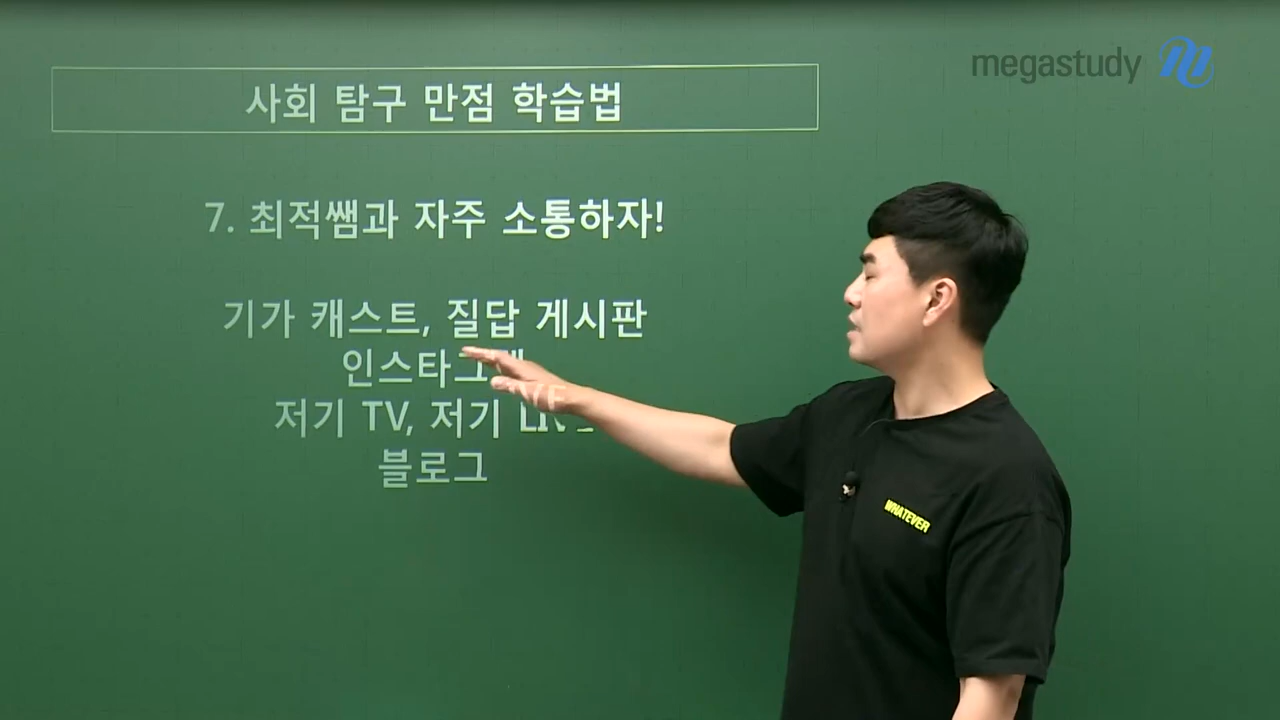 megastudy
사회 탐구 만점 학습법
7. 최적쌤과 자주 소통하자!
기가 캐스트, 질답 게시판
저기 TV, 저기
블로그
WHATEVER